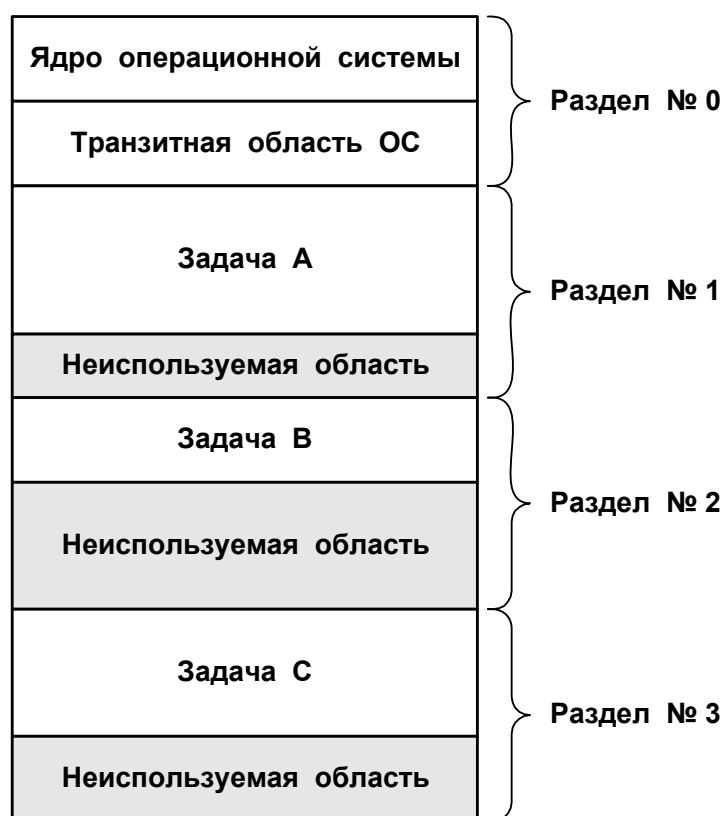 Ядро операционной системы
Транзитная область ОС
Раздел № 0
Задача А
Неиспользуемая область
Раздел № 1
Задача В
Неиспользуемая область
Раздел № 2
Задача С
Неиспользуемая область
Раздел № 3